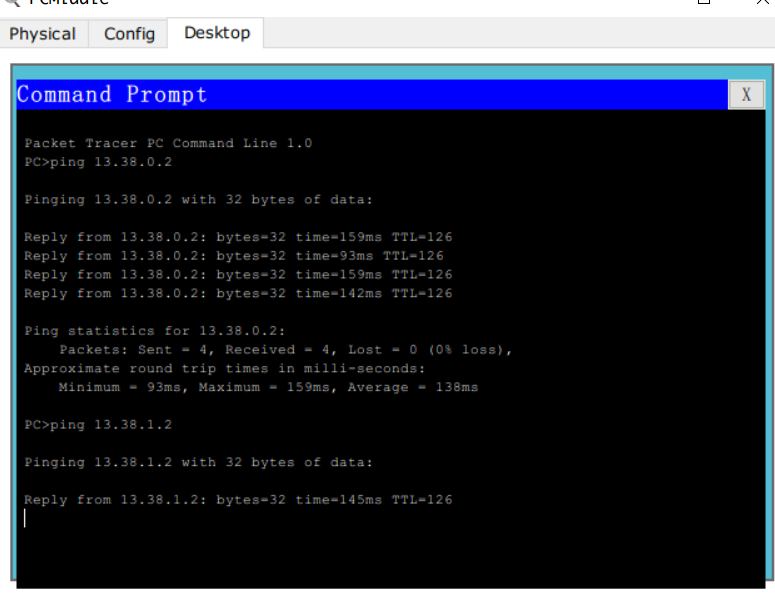 Physical Config Desktop
Command Prompt X
Packet Tracer PC Command Line 1.0
PC>ping 13.38.0.2
Pinging 13.38.0.2 with 32 bytes of data:
Reply from 13.38.0.2: bytes=32 time=159ms TTL=126
Reply from 13.38.0.2: bytes=32 time=93ms TTL=126
Reply from 13.38.0.2: bytes=32 time=159ms TTL=126
Reply from 13.38.0.2: bytes=32 time=142ms TTL=126
Ping statistics for 13.38.0.2:
Packets: Sent = 4, Received = 4, Lost = 0 (0% loss),
Approximate round trip times in milli-seconds:
Minimum = 93ms, Maximum = 159ms, Average = 138ms
PC>ping 13.38.1.2
Pinging 13.38.1.2 with 32 bytes of data:
Reply from 13.38.1.2: bytes=32 time=145ms TTL=126